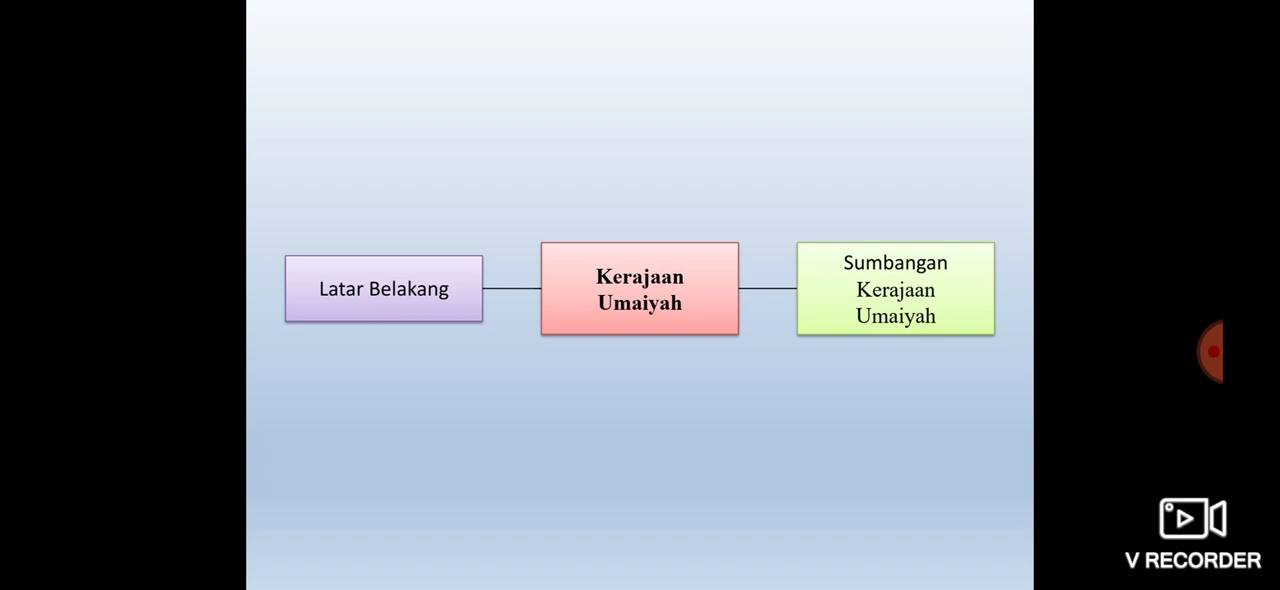 Latar Belakang
Kerajaan
Umaiyah
Sumbangan
Kerajaan
Umaiyah
V RECORDER